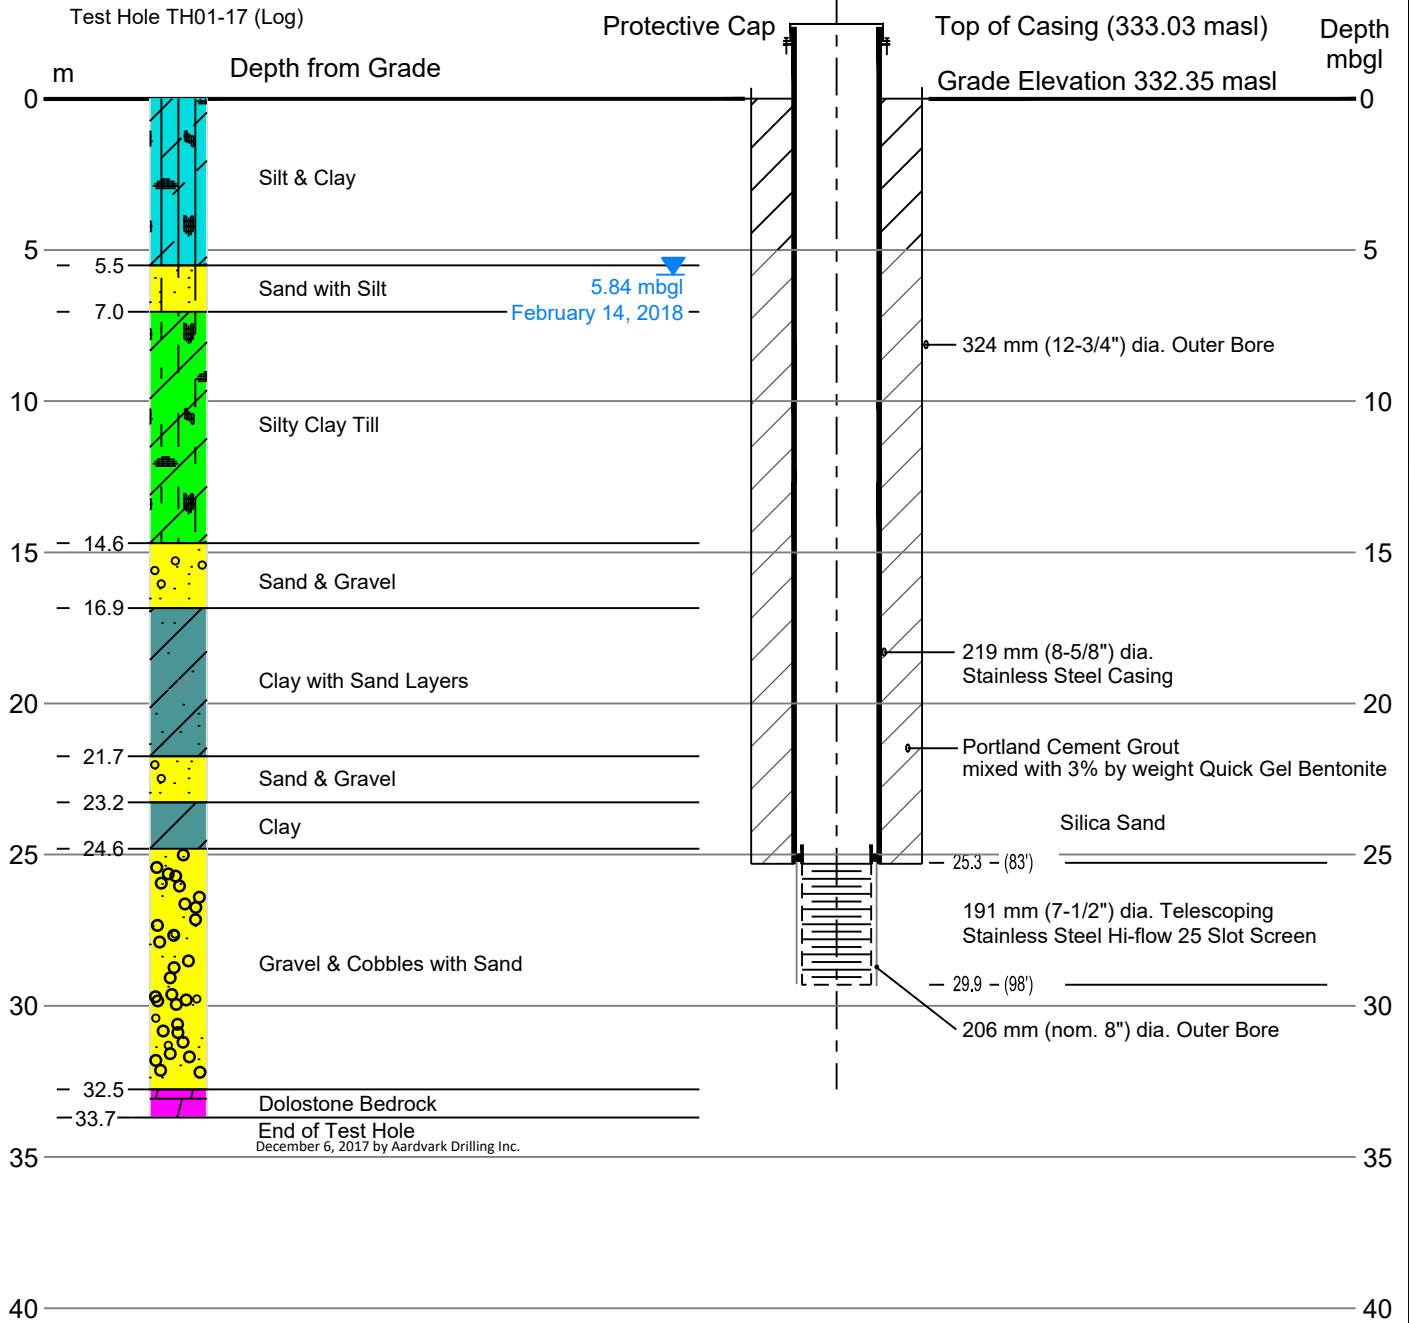 Test Hole TH01-17 (Log)
Protective Cap
Top of Casing (333.03 masl)
Depth
mbgl
m
Depth from Grade
Grade Elevation 332.35 masl
0
0
Silt & Clay
5
5
5.5
Sand with Silt
5.84 mbgl
7.0
February 14, 2018
324 mm (12-3/4") dia. Outer Bore
10
10
Silty Clay Till
14.6
15
15
Sand & Gravel
16.9
219 mm (8-5/8") dia.
Stainless Steel Casing
Clay with Sand Layers
20
20
21.7
Portland Cement Grout
mixed with 3% by weight Quick Gel Bentonite
Sand & Gravel
23.2
Clay
Silica Sand
24.6
25
25
25.3 (83')
191 mm (7-1/2") dia. Telescoping
Stainless Steel Hi-flow 25 Slot Screen
Gravel & Cobbles with Sand
29.9 (98')
30
30
206 mm (nom. 8") dia. Outer Bore
32.5
Dolostone Bedrock
33.7
End of Test Hole
December 6, 2017 by Aardvark Drilling Inc.
35
35
40
40